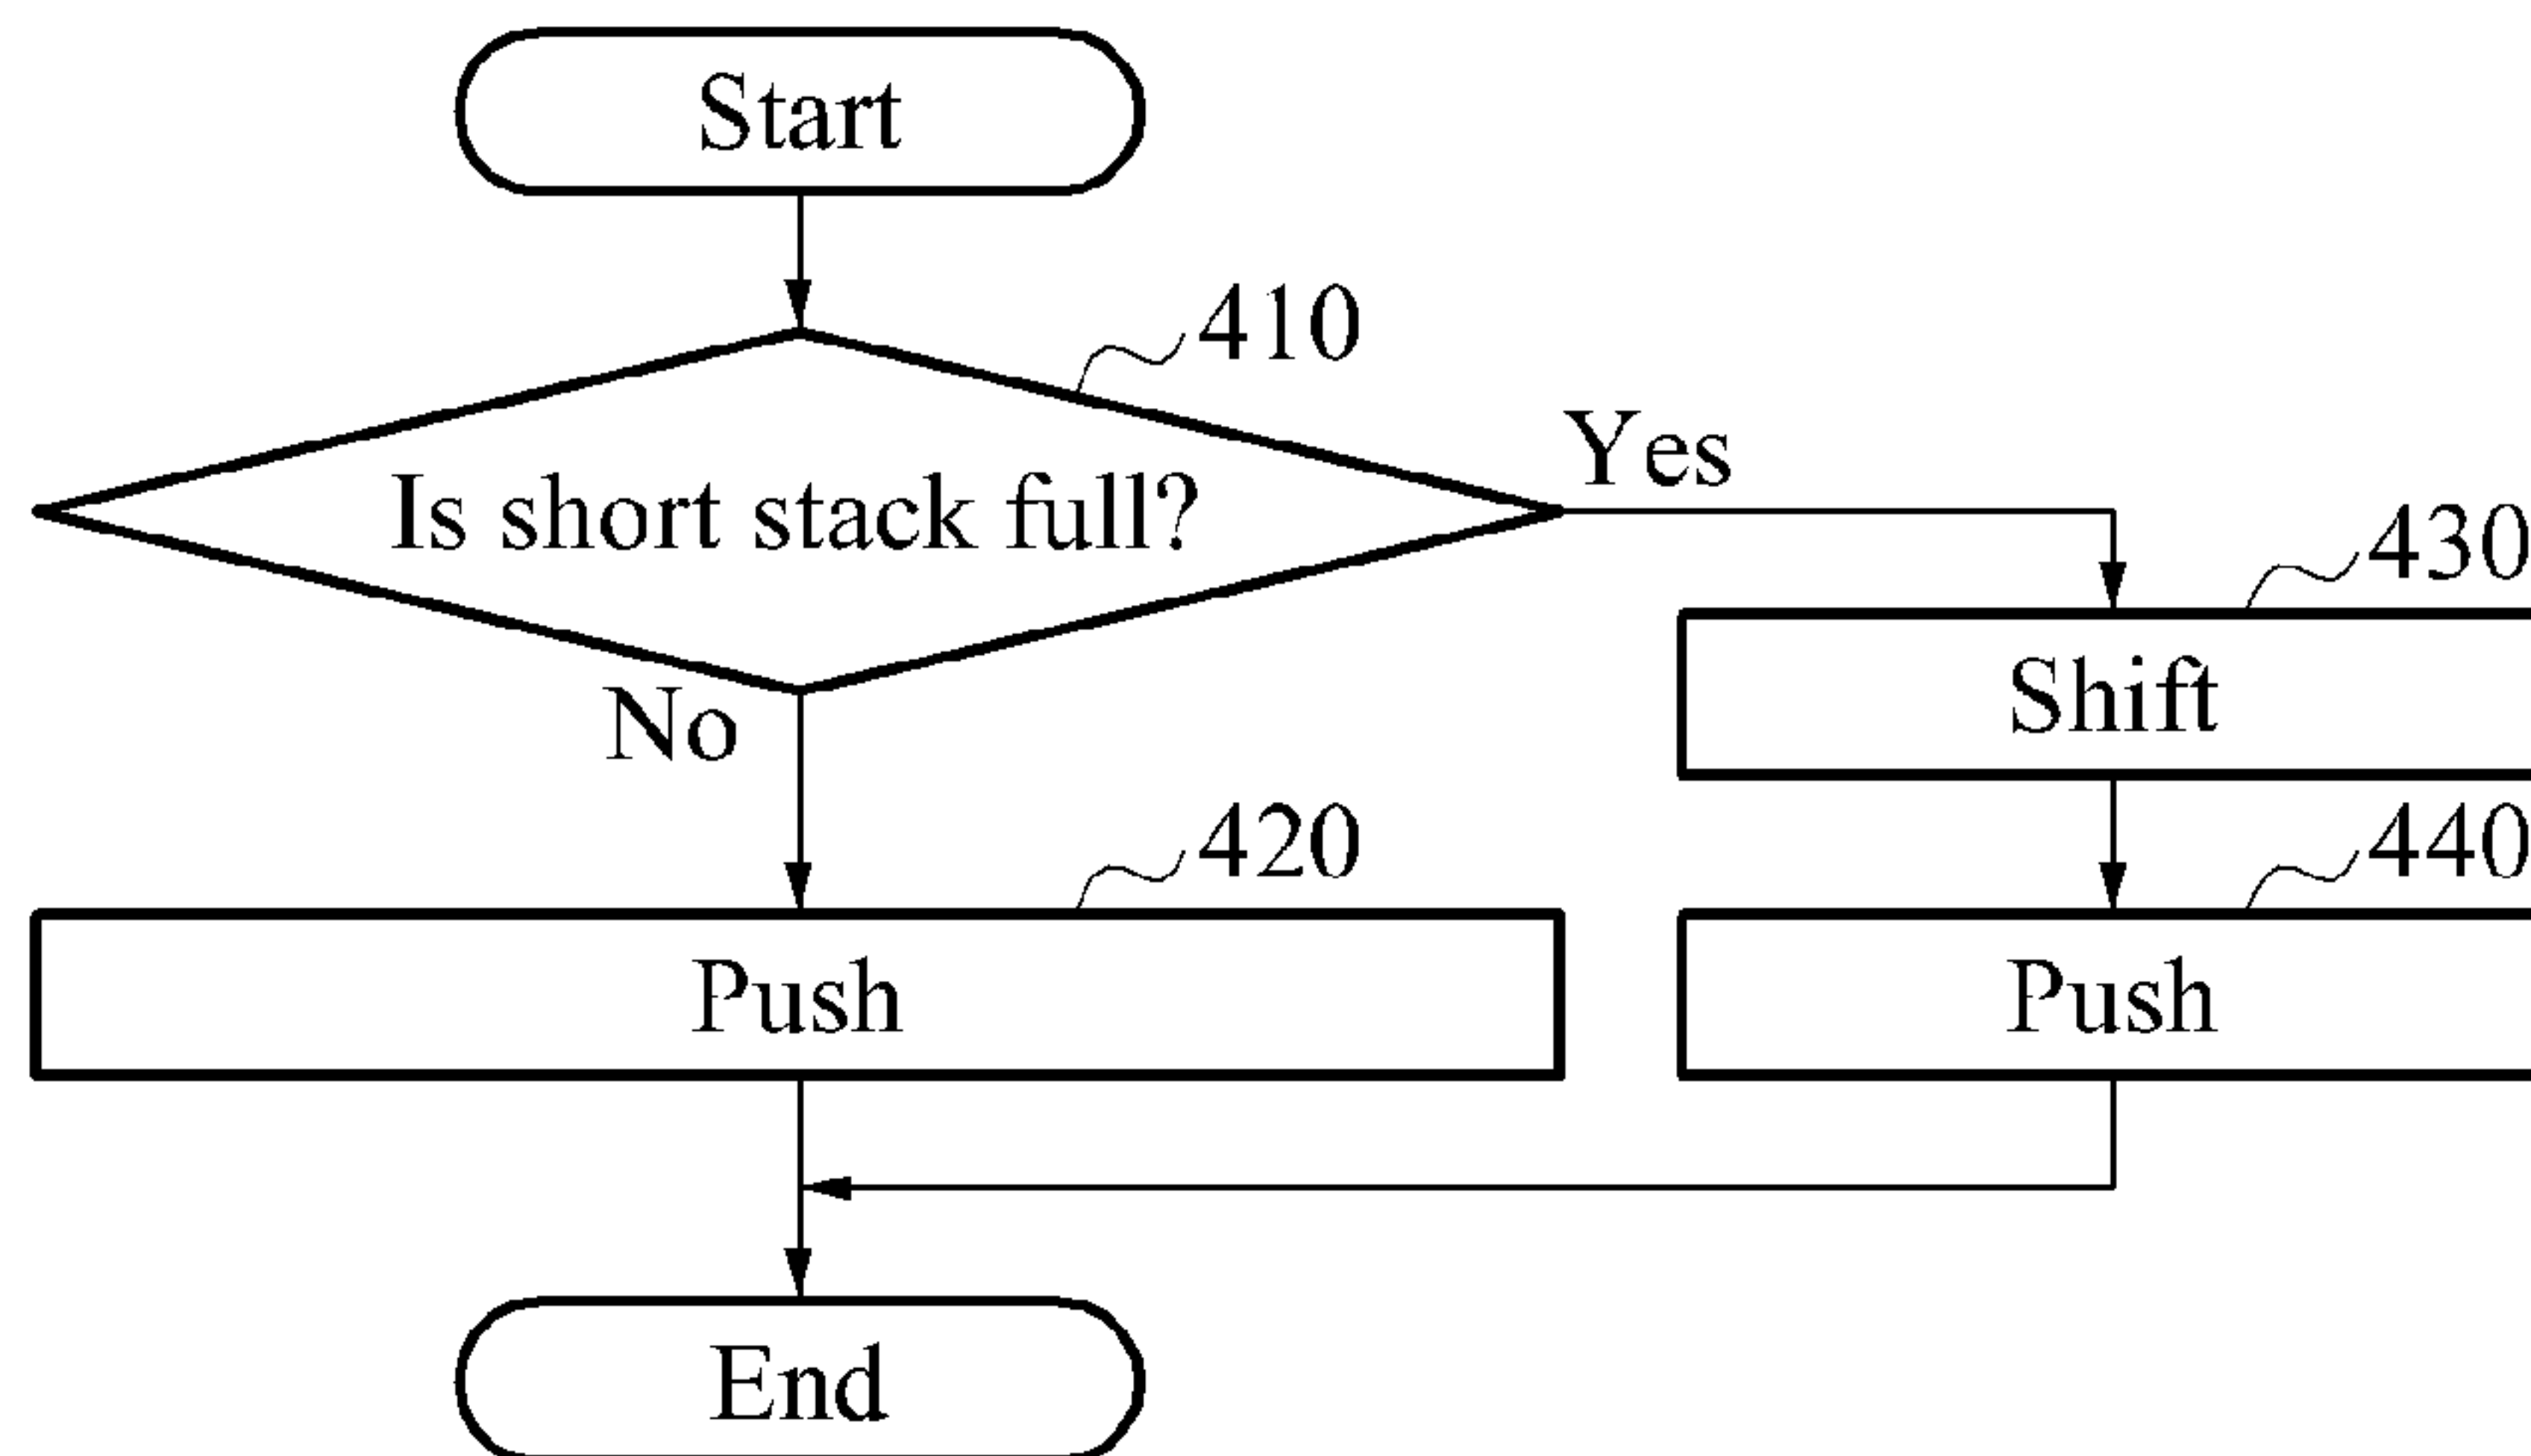 Start
410
Is short stack full?
Yes
430
Shift
No
420
440
Push
Push
End